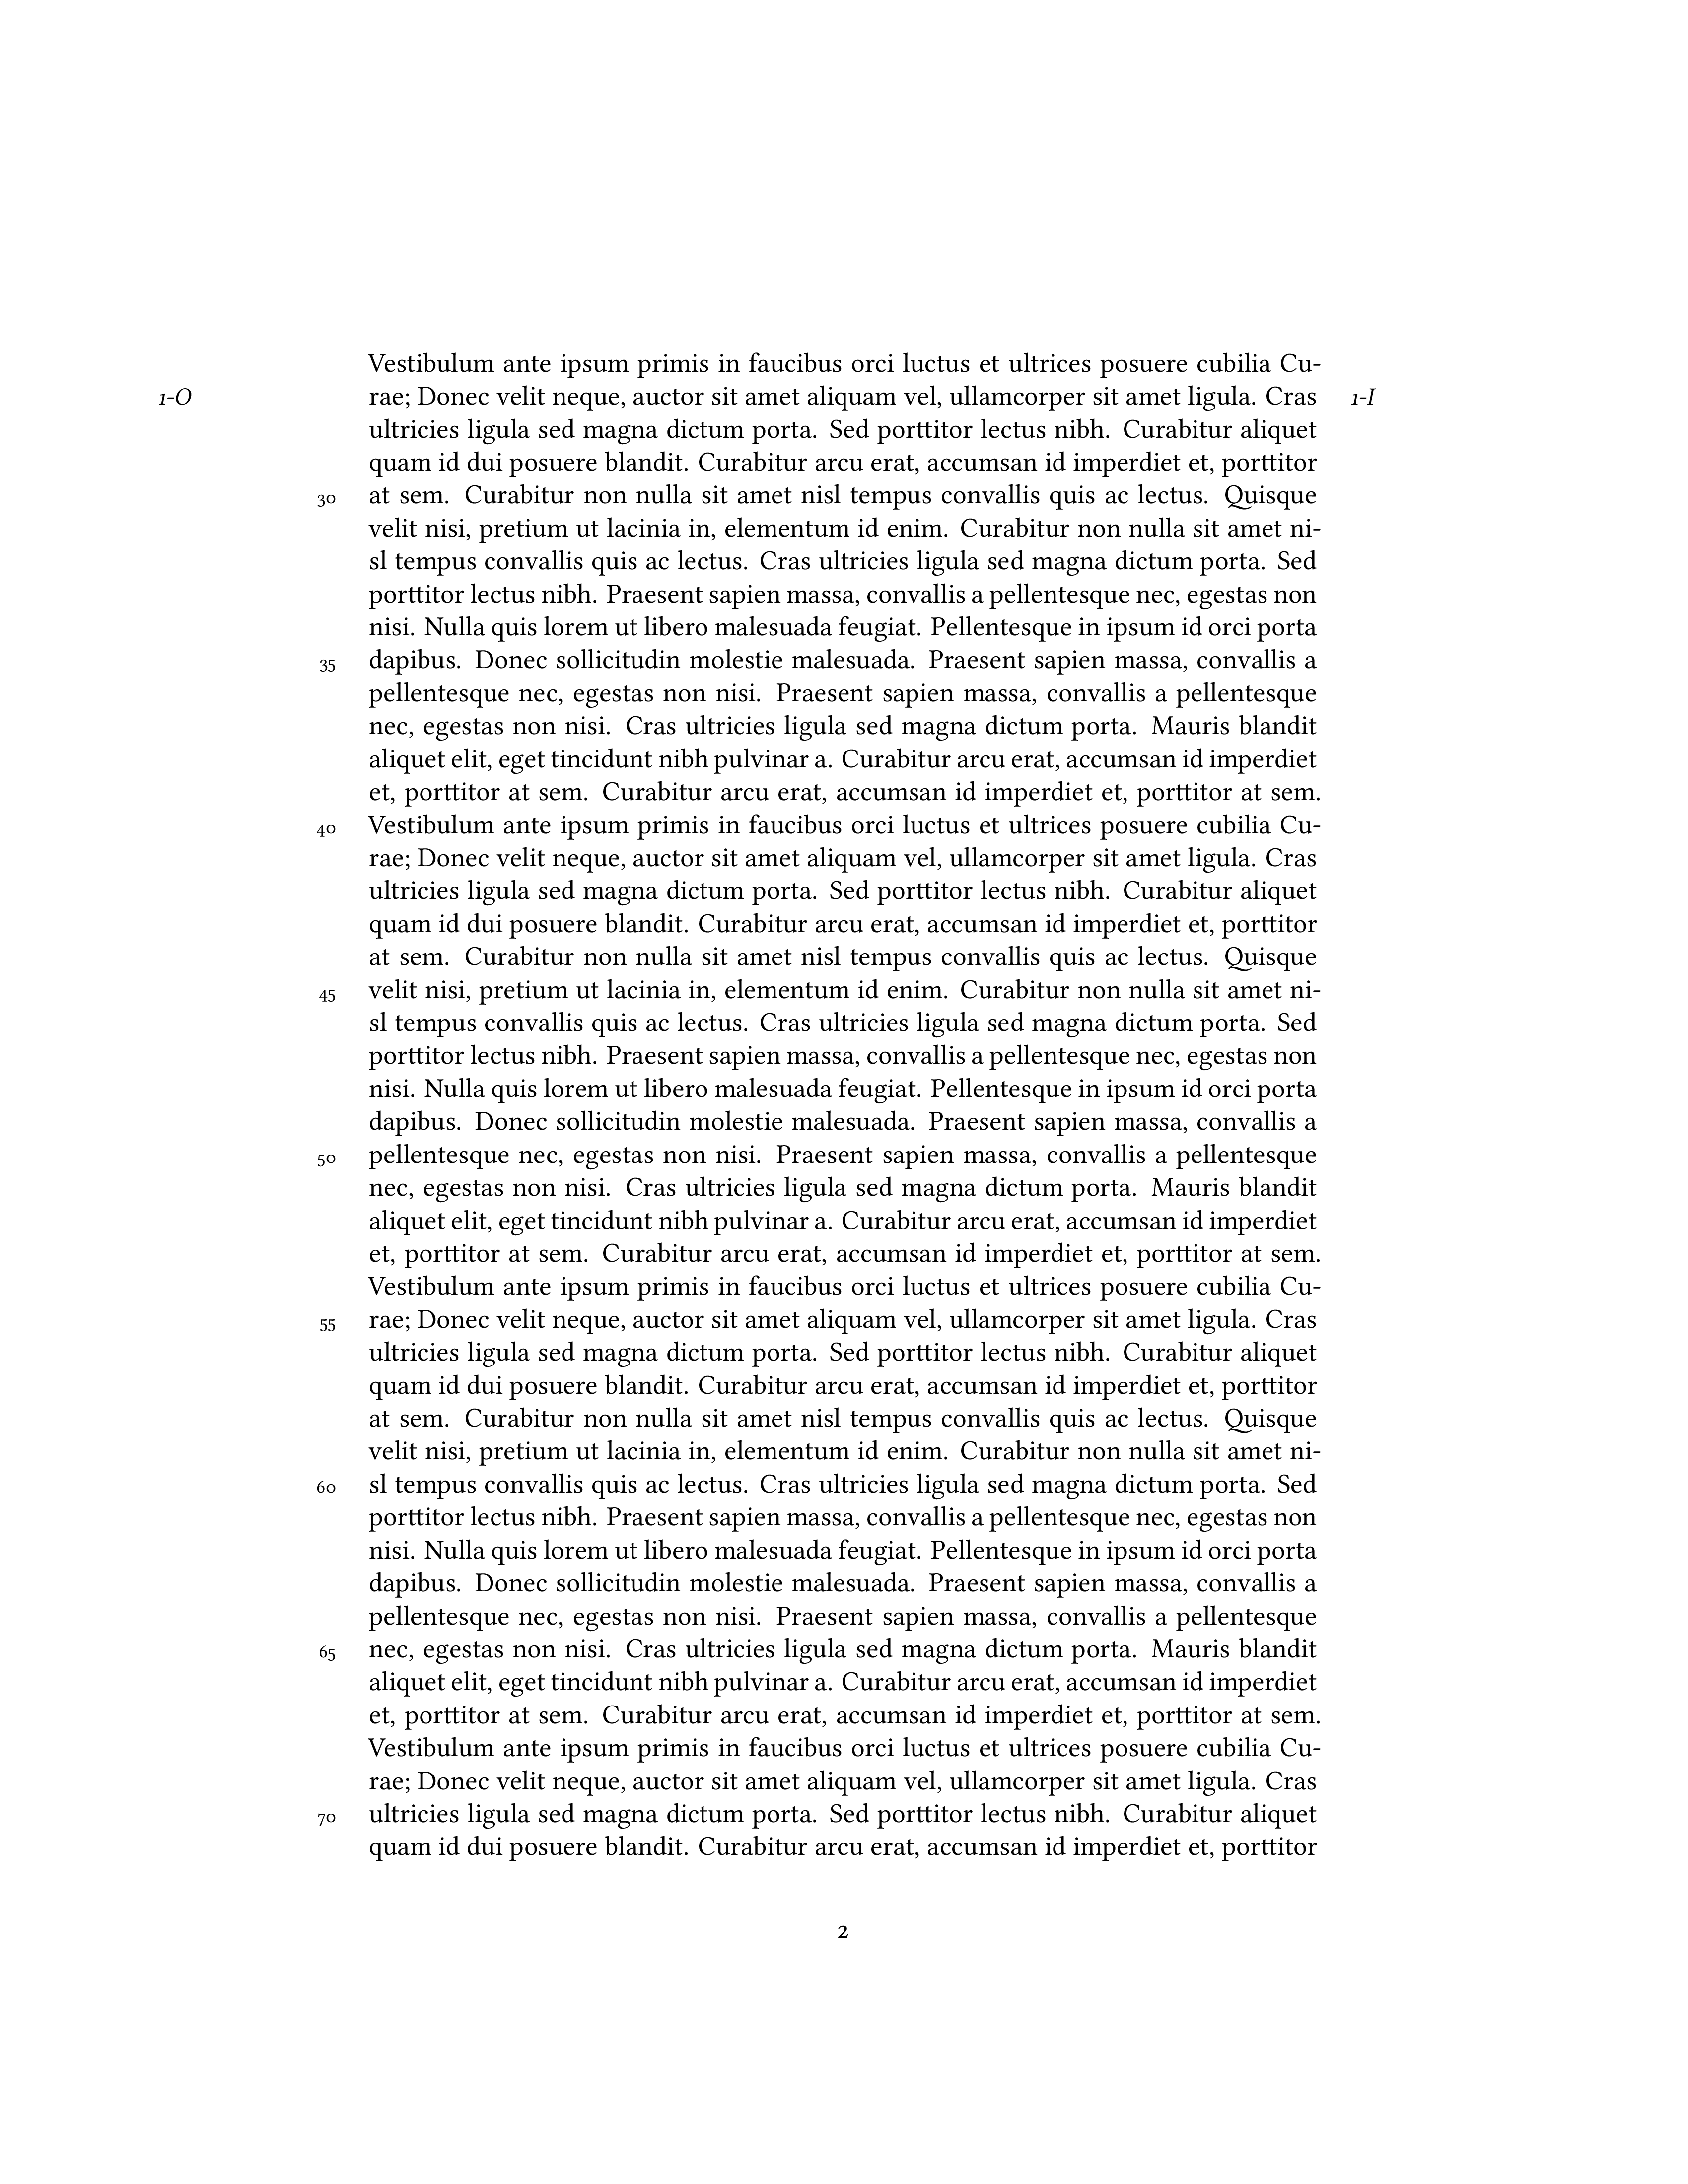 Vestibulum ante ipsum primis in faucibus orci luctus et ultrices posuere cubilia Cu-
1-O rae; Donec velit neque, auctor sit amet aliquam vel, ullamcorper sit amet ligula. Cras 1-I
ultricies ligula sed magna dictum porta. Sed porttitor lectus nibh. Curabitur aliquet
quam id dui posuere blandit. Curabitur arcu erat, accumsan id imperdiet et, porttitor
30 at sem. Curabitur non nulla sit amet nisl tempus convallis quis ac lectus. Quisque
velit nisi, pretium ut lacinia in, elementum id enim. Curabitur non nulla sit amet ni-
sl tempus convallis quis ac lectus. Cras ultricies ligula sed magna dictum porta. Sed
porttitor lectus nibh. Praesent sapien massa, convallis a pellentesque nec, egestas non
nisi. Nulla quis lorem ut libero malesuada feugiat. Pellentesque in ipsum id orci porta
35 dapibus. Donec sollicitudin molestie malesuada. Praesent sapien massa, convallis a
pellentesque nec, egestas non nisi. Praesent sapien massa, convallis a pellentesque
nec, egestas non nisi. Cras ultricies ligula sed magna dictum porta. Mauris blandit
aliquet elit, eget tincidunt nibh pulvinar a. Curabitur arcu erat, accumsan id imperdiet
et, porttitor at sem. Curabitur arcu erat, accumsan id imperdiet et, porttitor at sem.
40 Vestibulum ante ipsum primis in faucibus orci luctus et ultrices posuere cubilia Cu-
rae; Donec velit neque, auctor sit amet aliquam vel, ullamcorper sit amet ligula. Cras
ultricies ligula sed magna dictum porta. Sed porttitor lectus nibh. Curabitur aliquet
quam id dui posuere blandit. Curabitur arcu erat, accumsan id imperdiet et, porttitor
at sem. Curabitur non nulla sit amet nisl tempus convallis quis ac lectus. Quisque
45 velit nisi, pretium ut lacinia in, elementum id enim. Curabitur non nulla sit amet ni-
sl tempus convallis quis ac lectus. Cras ultricies ligula sed magna dictum porta. Sed
porttitor lectus nibh. Praesent sapien massa, convallis a pellentesque nec, egestas non
nisi. Nulla quis lorem ut libero malesuada feugiat. Pellentesque in ipsum id orci porta
dapibus. Donec sollicitudin molestie malesuada. Praesent sapien massa, convallis a
50 pellentesque nec, egestas non nisi. Praesent sapien massa, convallis a pellentesque
nec, egestas non nisi. Cras ultricies ligula sed magna dictum porta. Mauris blandit
aliquet elit, eget tincidunt nibh pulvinar a. Curabitur arcu erat, accumsan id imperdiet
et, porttitor at sem. Curabitur arcu erat, accumsan id imperdiet et, porttitor at sem.
Vestibulum ante ipsum primis in faucibus orci luctus et ultrices posuere cubilia Cu-
55 rae; Donec velit neque, auctor sit amet aliquam vel, ullamcorper sit amet ligula. Cras
ultricies ligula sed magna dictum porta. Sed porttitor lectus nibh. Curabitur aliquet
quam id dui posuere blandit. Curabitur arcu erat, accumsan id imperdiet et, porttitor
at sem. Curabitur non nulla sit amet nisl tempus convallis quis ac lectus. Quisque
velit nisi, pretium ut lacinia in, elementum id enim. Curabitur non nulla sit amet ni-
60 sl tempus convallis quis ac lectus. Cras ultricies ligula sed magna dictum porta. Sed
porttitor lectus nibh. Praesent sapien massa, convallis a pellentesque nec, egestas non
nisi. Nulla quis lorem ut libero malesuada feugiat. Pellentesque in ipsum id orci porta
dapibus. Donec sollicitudin molestie malesuada. Praesent sapien massa, convallis a
pellentesque nec, egestas non nisi. Praesent sapien massa, convallis a pellentesque
65 nec, egestas non nisi. Cras ultricies ligula sed magna dictum porta. Mauris blandit
aliquet elit, eget tincidunt nibh pulvinar a. Curabitur arcu erat, accumsan id imperdiet
et, porttitor at sem. Curabitur arcu erat, accumsan id imperdiet et, porttitor at sem.
Vestibulum ante ipsum primis in faucibus orci luctus et ultrices posuere cubilia Cu-
rae; Donec velit neque, auctor sit amet aliquam vel, ullamcorper sit amet ligula. Cras
70 ultricies ligula sed magna dictum porta. Sed porttitor lectus nibh. Curabitur aliquet
quam id dui posuere blandit. Curabitur arcu erat, accumsan id imperdiet et, porttitor
2